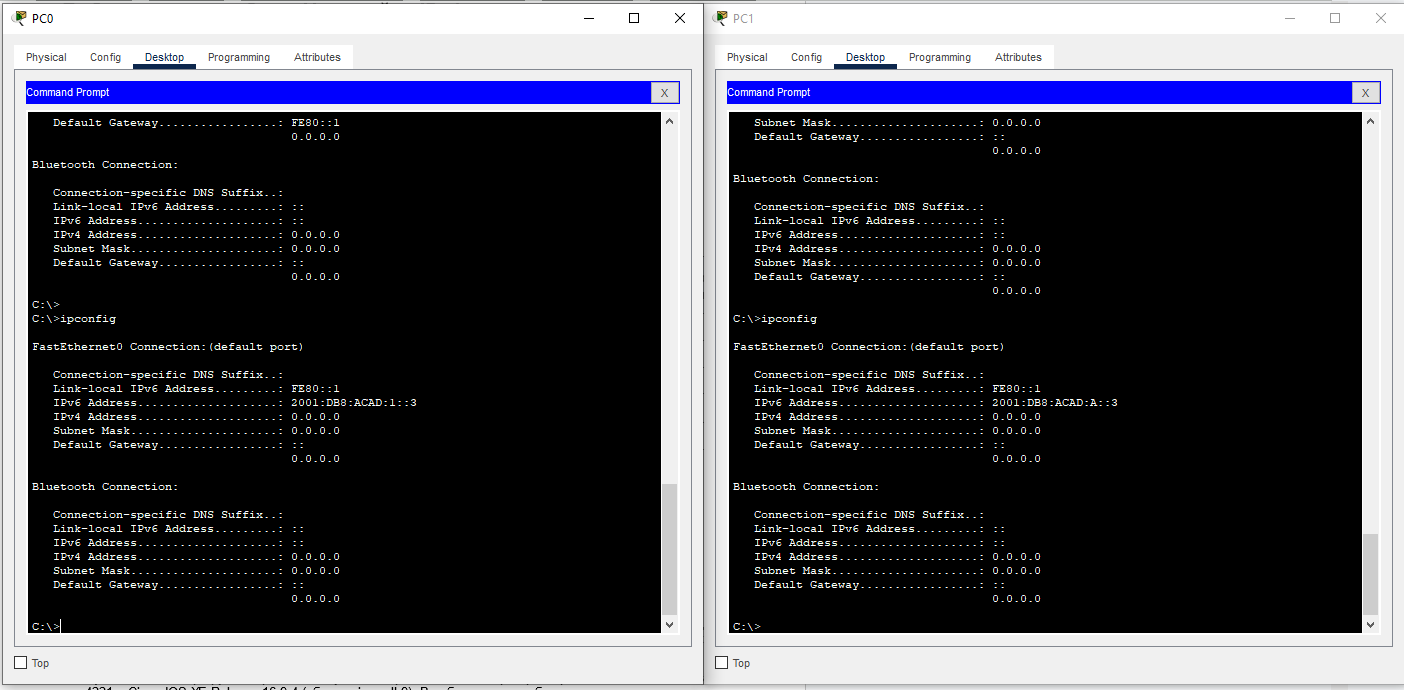 PC0
Physical Config Desktop Programming Attributes
Command Prompt X
Default Gateway.................: FE80::1
0.0.0.0
Bluetooth Connection:
Connection-specific DNS Suffix..:
Link-local IPv6 Address.........: ::
IPv6 Address....................: ::
IPv4 Address....................: 0.0.0.0
Subnet Mask.....................: 0.0.0.0
Default Gateway.................: ::
0.0.0.0
C:\>
C:\>ipconfig
FastEthernet0 Connection:(default port)
Connection-specific DNS Suffix..:
Link-local IPv6 Address.........: FE80::1
IPv6 Address....................: 2001:DB8:ACAD:1::3
IPv4 Address....................: 0.0.0.0
Subnet Mask.....................: 0.0.0.0
Default Gateway.................: ::
0.0.0.0
Bluetooth Connection:
Connection-specific DNS Suffix..:
Link-local IPv6 Address.........: ::
IPv6 Address....................: ::
IPv4 Address....................: 0.0.0.0
Subnet Mask.....................: 0.0.0.0
Default Gateway.................: ::
0.0.0.0
C:\>
Top
PC1
Physical Config Desktop Programming Attributes
Command Prompt X
Subnet Mask.....................: 0.0.0.0
Default Gateway.................: ::
0.0.0.0
Bluetooth Connection:
Connection-specific DNS Suffix..:
Link-local IPv6 Address.........: ::
IPv6 Address....................: ::
IPv4 Address....................: 0.0.0.0
Subnet Mask.....................: 0.0.0.0
Default Gateway.................: ::
0.0.0.0
C:\>ipconfig
FastEthernet0 Connection:(default port)
Connection-specific DNS Suffix..:
Link-local IPv6 Address.........: FE80::1
IPv6 Address....................: 2001:DB8:ACAD:A::3
IPv4 Address....................: 0.0.0.0
Subnet Mask.....................: 0.0.0.0
Default Gateway.................: ::
0.0.0.0
Bluetooth Connection:
Connection-specific DNS Suffix..:
Link-local IPv6 Address.........: ::
IPv6 Address....................: ::
IPv4 Address....................: 0.0.0.0
Subnet Mask.....................: 0.0.0.0
Default Gateway.................: ::
0.0.0.0
C:\>
Top